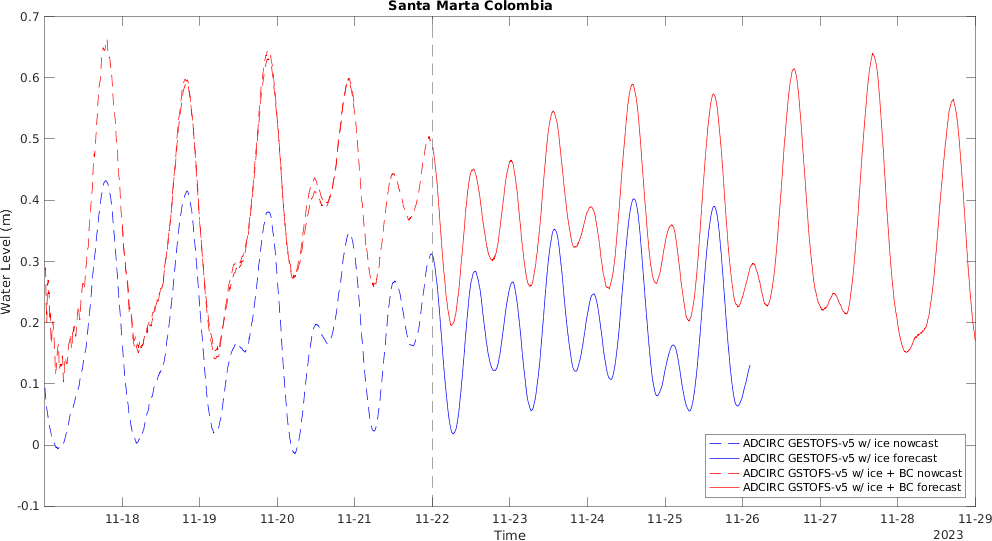 Santa Marta Colombia
0.7
0.6
0.5
0.4
0.3
0.2
0.1
0
-0.1
Water Level (m)
ADCIRC GESTOFS-v5 w/ ice nowcast
ADCIRC GESTOFS-v5 w/ ice forecast
ADCIRC GSTOFS-v5 w/ ice + BC nowcast
ADCIRC GSTOFS-v5 w/ ice + BC forecast
11-18 11-19 11-20 11-21 11-22 11-23 11-24 11-25 11-26 11-27 11-28 11-29
Time
2023